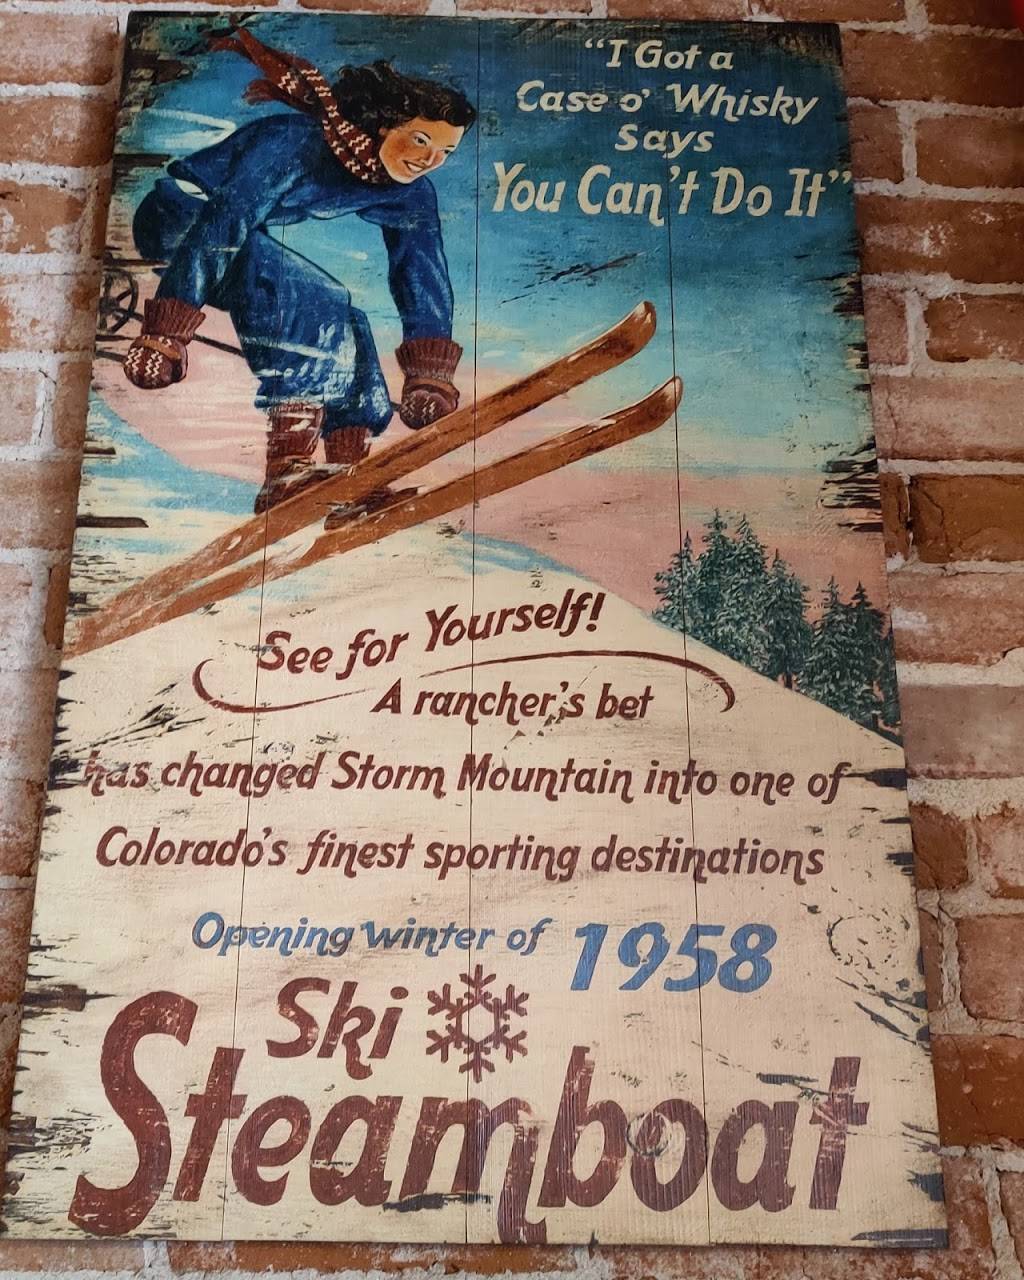 “I Got a
Case o' Whisky
says
You Can't Do It”
See for Yourself!
A rancher's bet
has changed Storm Mountain into one of
Colorado's finest sporting destinations
Opening winter of 1958
Ski
Steamboat